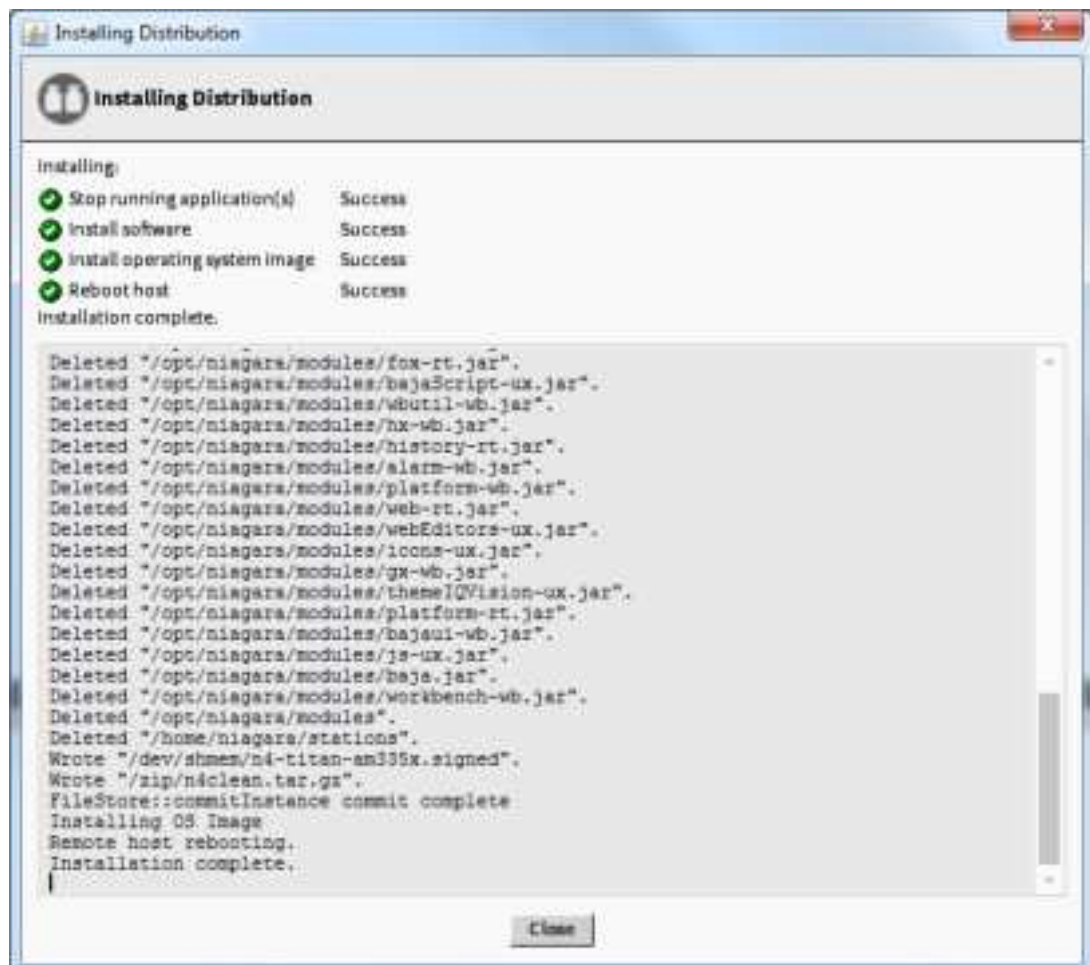 Installing Distribution
Installing Distribution
Installing:
Stop running application(s) Success
Install software Success
Install operating system image Success
Reboot host Success
Installation complete.
Deleted "/opt/niagara/modules/fox-rt.jar".
Deleted "/opt/niagara/modules/bajaScript-ux.jar".
Deleted "/opt/niagara/modules/wbutil-wb.jar".
Deleted "/opt/niagara/modules/hx-wb.jar".
Deleted "/opt/niagara/modules/history-rt.jar".
Deleted "/opt/niagara/modules/alarm-wb.jar".
Deleted "/opt/niagara/modules/platform-wb.jar".
Deleted "/opt/niagara/modules/web-rt.jar".
Deleted "/opt/niagara/modules/webEditors-ux.jar".
Deleted "/opt/niagara/modules/icons-ux.jar".
Deleted "/opt/niagara/modules/gx-wb.jar".
Deleted "/opt/niagara/modules/themeIQVision-ux.jar".
Deleted "/opt/niagara/modules/platform-rt.jar".
Deleted "/opt/niagara/modules/bajaui-wb.jar".
Deleted "/opt/niagara/modules/js-ux.jar".
Deleted "/opt/niagara/modules/baja.jar".
Deleted "/opt/niagara/modules/workbench-wb.jar".
Deleted "/opt/niagara/modules".
Deleted "/home/niagara/stations".
Wrote "/dev/shmem/n4-titan-am335x.signed".
Wrote "/zip/n4clean.tar.gz".
FileStore::commitInstance commit complete
Installing OS Image
Remote host rebooting.
Installation complete.
Close